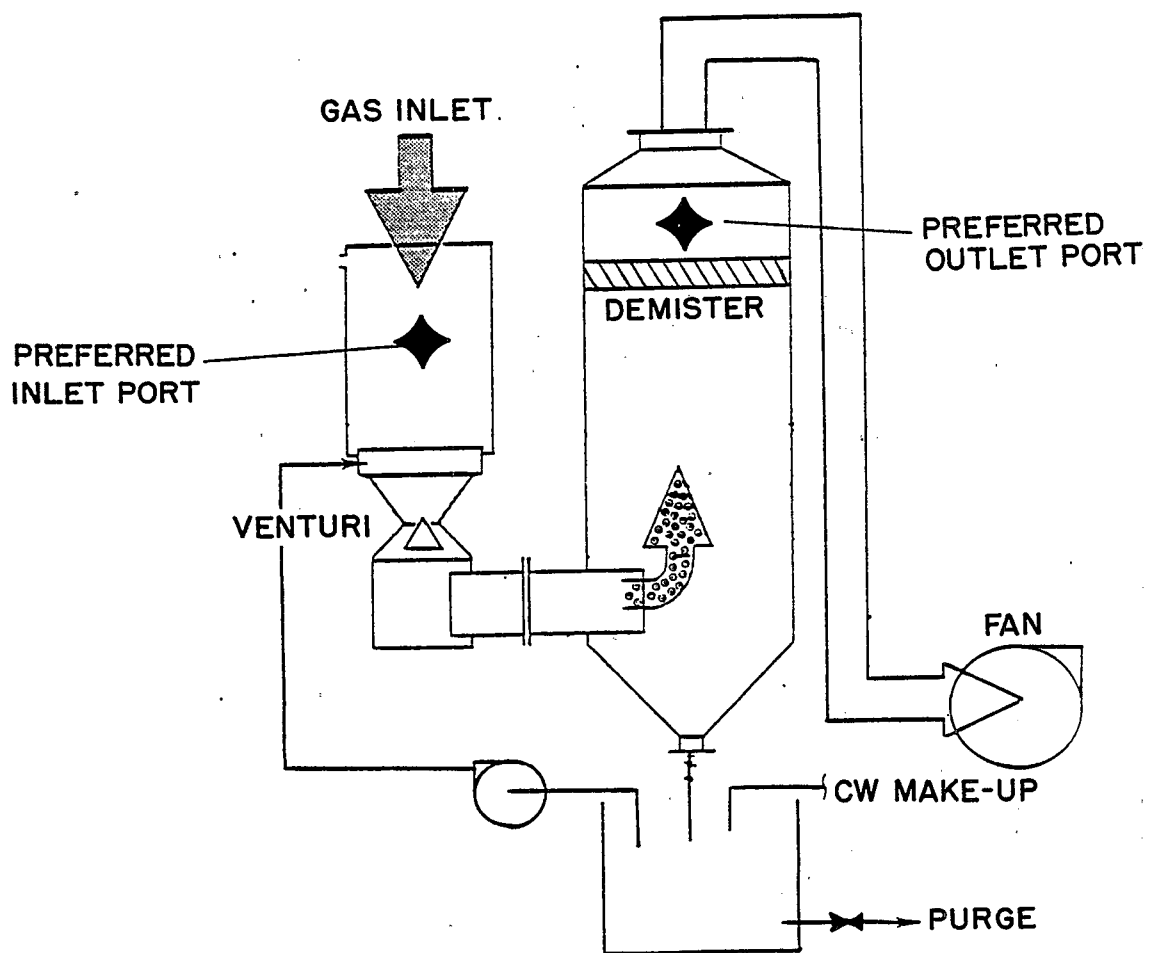 GAS INLET
PREFERRED
OUTLET PORT
DEMISTER
PREFERRED
INLET PORT
VENTURI
FAN
CW MAKE-UP
PURGE